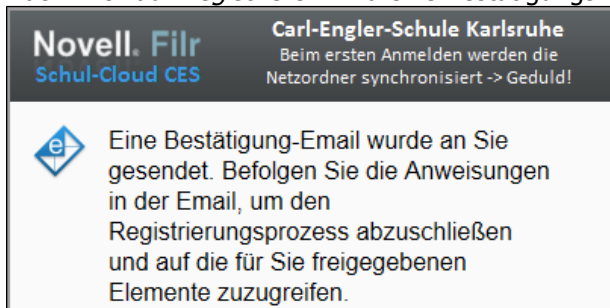 Novell. Filr
Schul-Cloud CES
Carl-Engler-Schule Karlsruhe
Beim ersten Anmelden werden die
Netzordner synchronisiert -> Geduld!
Eine Bestätigung-Email wurde an Sie
gesendet. Befolgen Sie die Anweisungen
in der Email, um den
Registrierungsprozess abzuschließen
und auf die für Sie freigegebenen
Elemente zuzugreifen.